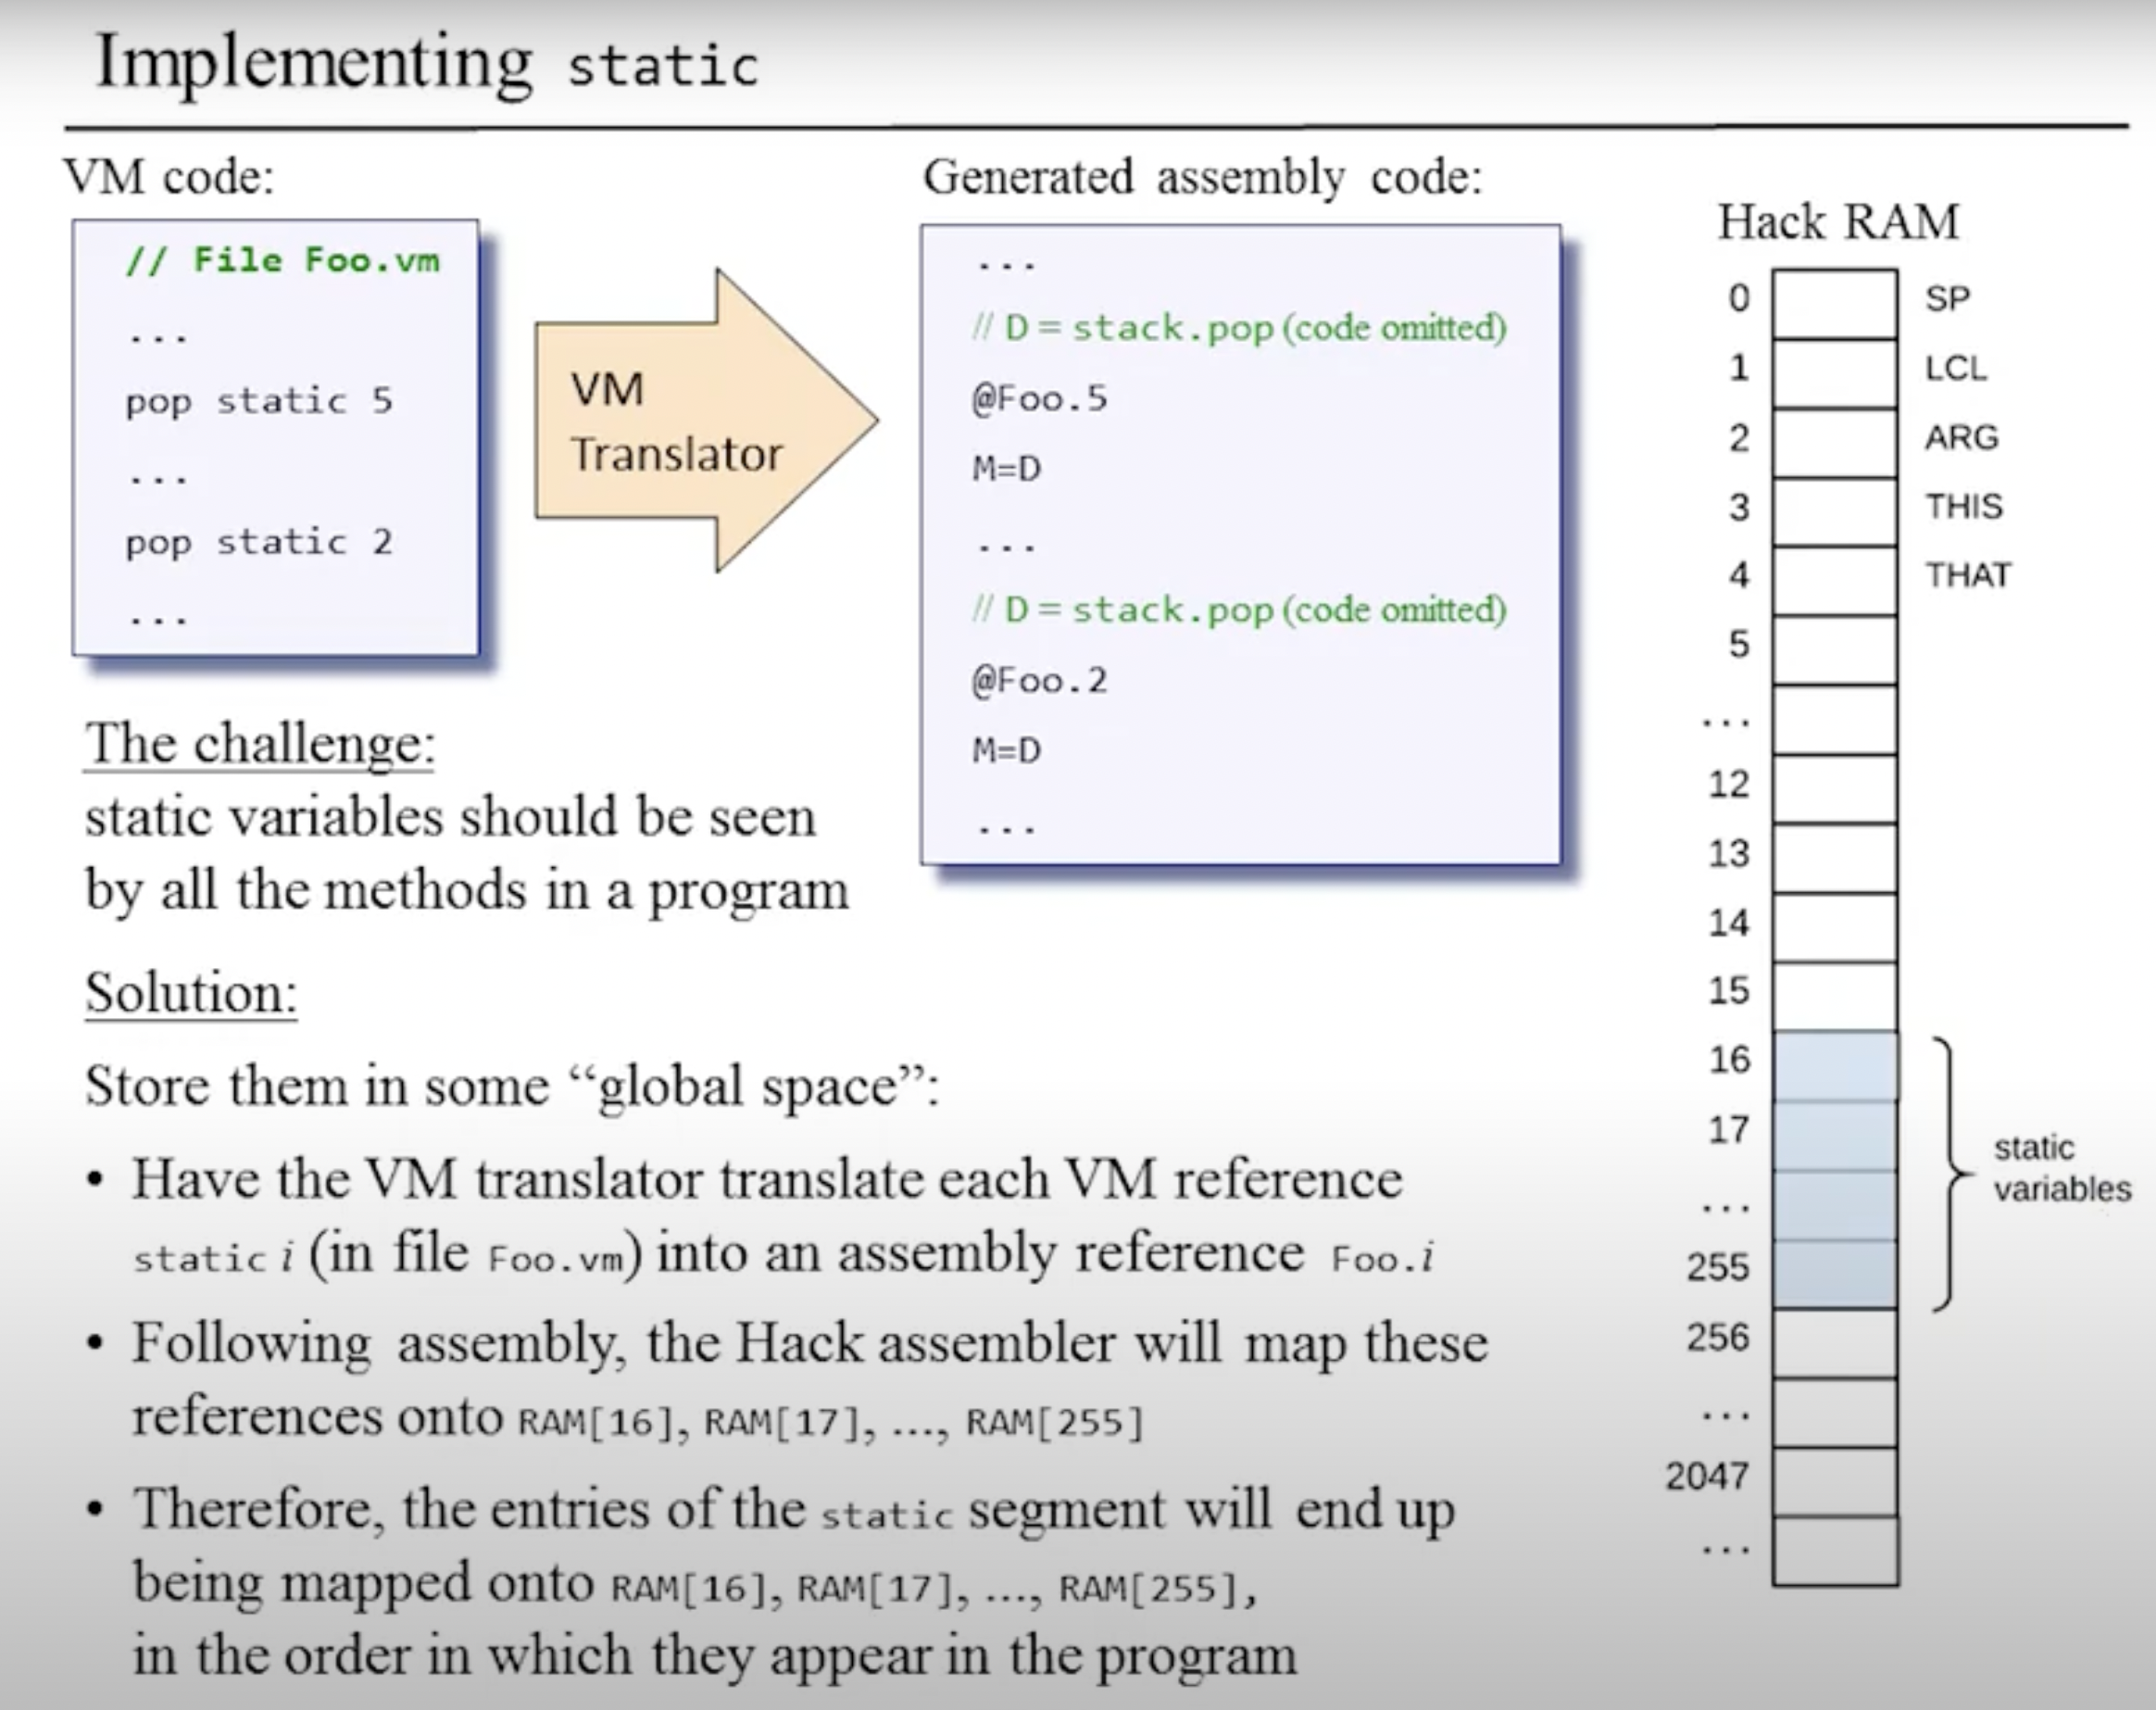 Implementing static
VM code:
// File Foo.vm
...
pop static 5
...
pop static 2
...
VM
Translator
Generated assembly code:
...
// D = stack.pop (code omitted)
@Foo.5
M=D
...
// D = stack.pop (code omitted)
@Foo.2
M=D
...
The challenge:
static variables should be seen
by all the methods in a program
Solution:
Store them in some “global space”:
• Have the VM translator translate each VM reference
static i (in file Foo.vm) into an assembly reference Foo.i
• Following assembly, the Hack assembler will map these
references onto RAM[16], RAM[17], ..., RAM[255]
• Therefore, the entries of the static segment will end up
being mapped onto RAM[16], RAM[17], ..., RAM[255],
in the order in which they appear in the program
Hack RAM
0 SP
1 LCL
2 ARG
3 THIS
4 THAT
5
...
12
13
14
15
16
17
...
255
static
variables
256
...
2047
...